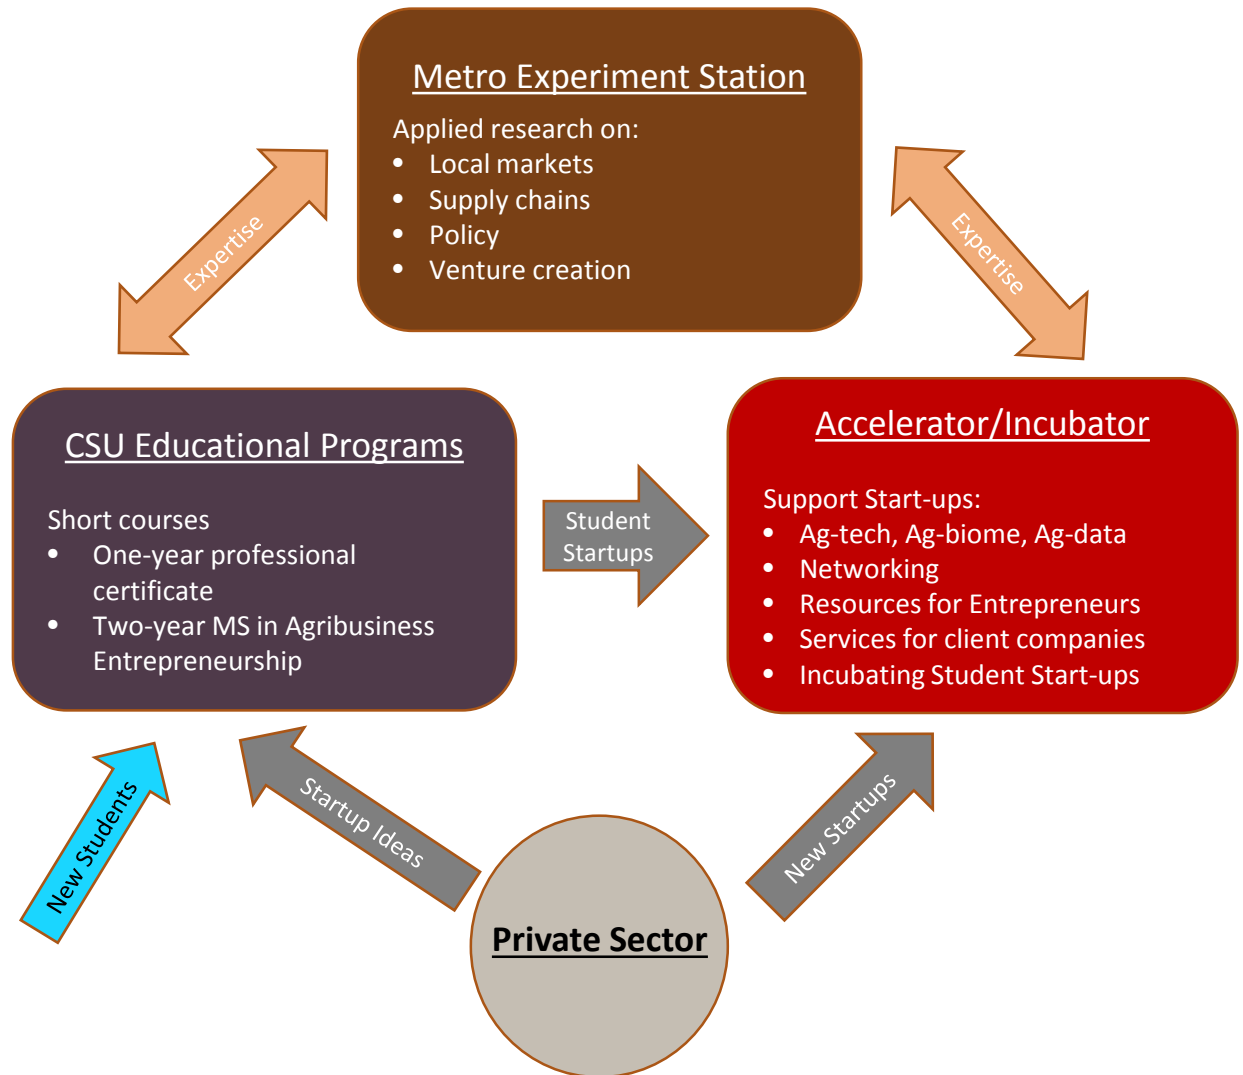 Metro Experiment Station
Applied research on:
• Local markets
• Supply chains
• Policy
• Venture creation
Expertise
Expertise
CSU Educational Programs
Short courses
• One-year professional
certificate
• Two-year MS in Agribusiness
Entrepreneurship
Student
Startups
Accelerator/Incubator
Support Start-ups:
• Ag-tech, Ag-biome, Ag-data
• Networking
• Resources for Entrepreneurs
• Services for client companies
• Incubating Student Start-ups
New Students
Startup Ideas
New Startups
Private Sector